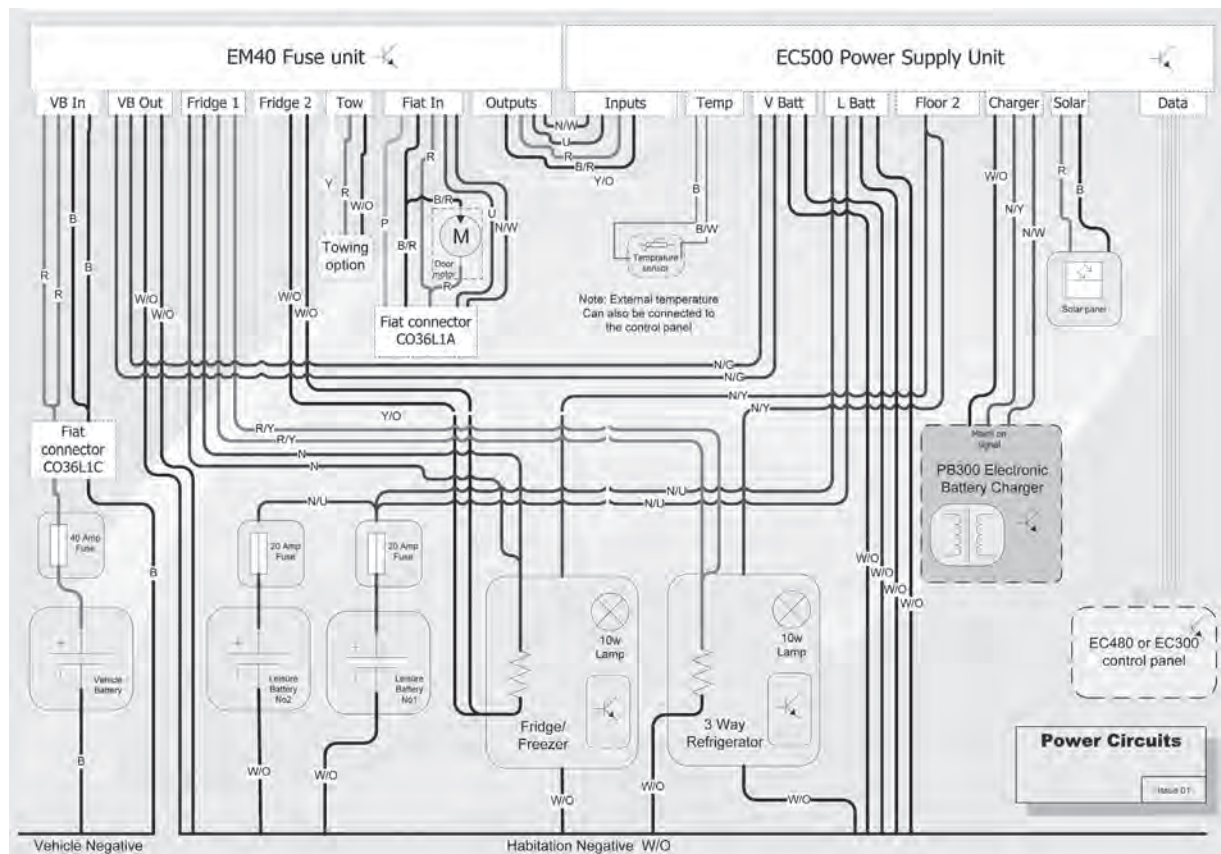 EM40 Fuse unit
EC500 Power Supply Unit
VB In
VB Out
Fridge 1
Fridge 2
Tow
Fiat In
Outputs
Inputs
Temp
V Batt
L Batt
Floor 2
Charger
Solar
Data
N/W
U
R
B/R
Y/O
R
Y
R
W/O
P
B/R
B/R
U
N/W
M
Door
motor
R
B
B/W
Temprature
sensor
W/O
N/Y
N/W
R
B
Solar panel
B
B
R
R
W/O
W/O
W/O
W/O
Towing
option
Fiat connector
CO36L1A
Note: External temperature
Can also be connected to
the control panel
N/G
N/G
N/Y
N/Y
Y/O
R/Y
R/Y
N
N
N/U
N/U
N/U
Fiat
connector
CO36L1C
Mains on
signal
PB300 Electronic
Battery Charger
40 Amp
Fuse
20 Amp
Fuse
20 Amp
Fuse
B
W/O
W/O
W/O
W/O
10w
Lamp
10w
Lamp
EC480 or EC300
control panel
+
Vehicle
Battery
+
Leisure
Battery
No2
+
Leisure
Battery
No1
Fridge/
Freezer
3 Way
Refrigerator
Power Circuits
Issue 01
B
W/O
W/O
W/O
W/O
W/O
Vehicle Negative
Habitation Negative W/O